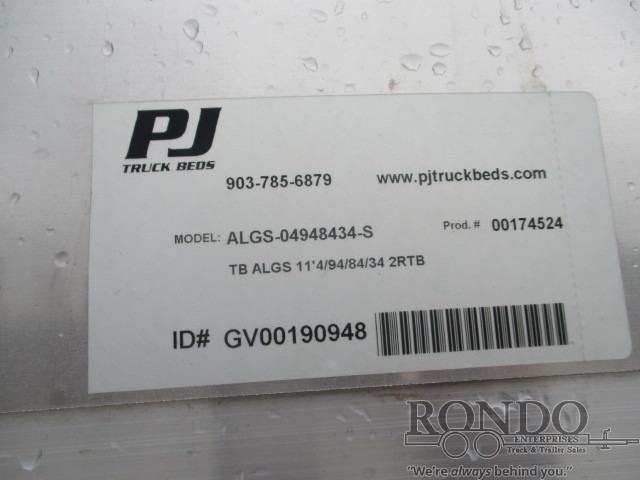 PJ
TRUCK BEDS
903-785-6879 www.pjtruckbeds.com
MODEL: ALGS-04948434-S Prod. # 00174524
TB ALGS 11'4/94/84/34 2RTB
ID# GV00190948
RONDO
ENTERPRISES
Truck & Trailer Sales
"We're always behind you."